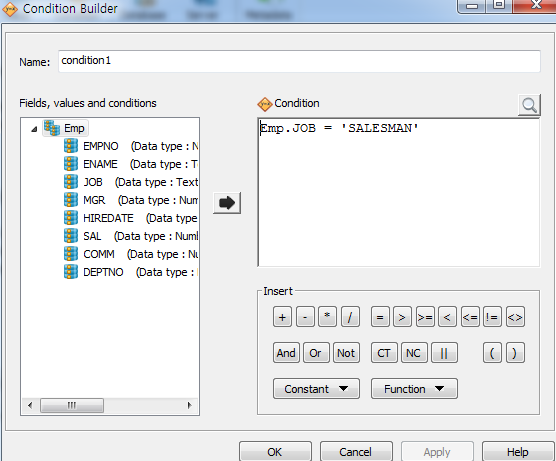 Condition Builder
Name: condition1
Fields, values and conditions
Condition
Emp
EMPNO (Data type : N
ENAME (Data type : T
JOB (Data type : Text
MGR (Data type : Num
HIREDATE (Data type
SAL (Data type : Numl
COMM (Data type : Nu
DEPTNO (Data type :
Emp.JOB = 'SALESMAN'
Insert
+ - * / = > >= < <= != <>
And Or Not CT NC || ( )
Constant Function
OK Cancel Apply Help